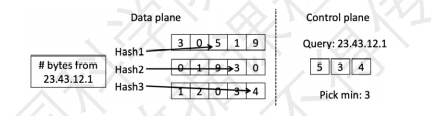 Data plane
Control plane
# bytes from
23.43.12.1
Hash1
Hash2
Hash3
3 0 5 1 9
0 1 9 3 0
1 2 0 3 4
Query: 23.43.12.1
5 3 4
Pick min: 3